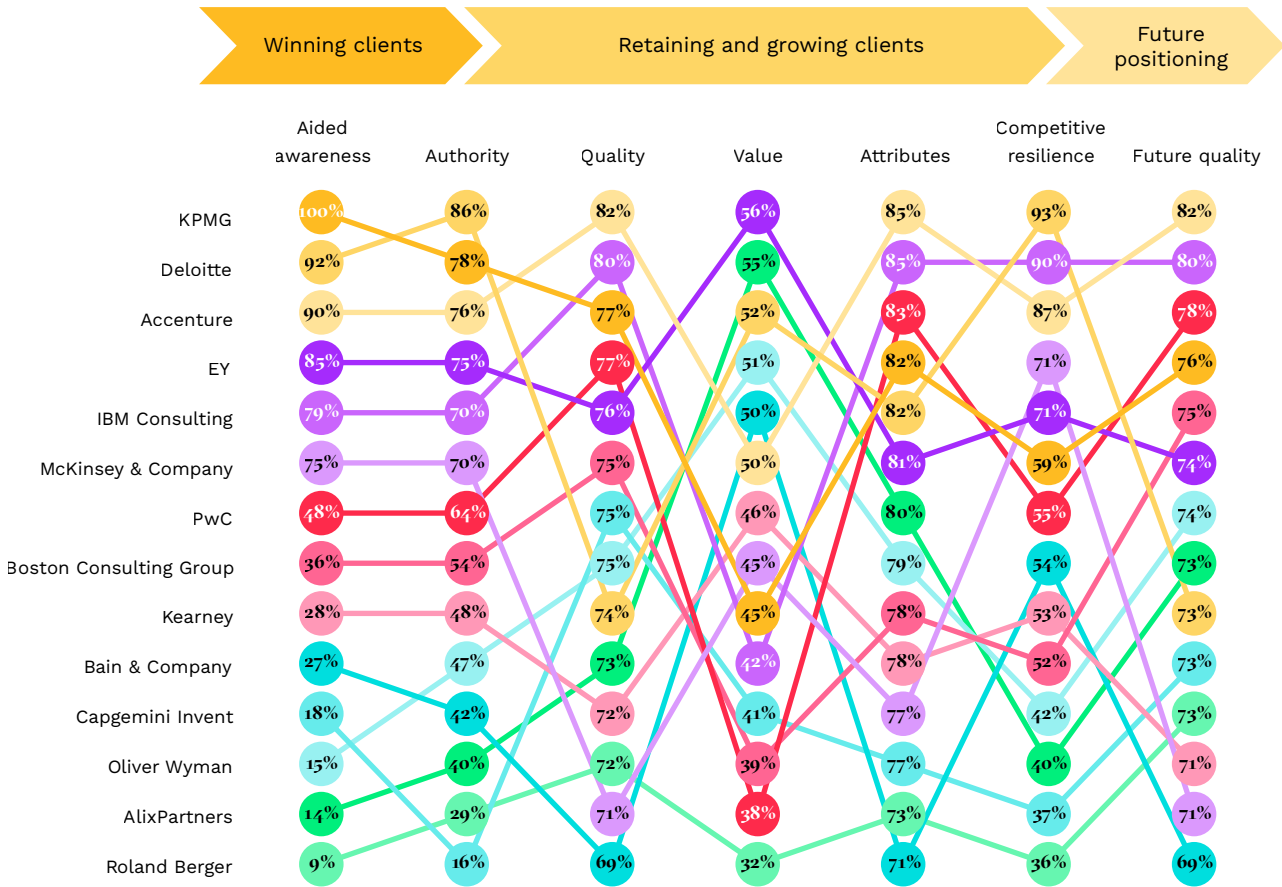 Winning clients
Retaining and growing clients
Future
positioning
Aided
awareness
Authority
Quality
Value
Attributes
Competitive
resilience
Future quality
KPMG 100% 86% 82% 56% 85% 93% 82%
Deloitte 92% 78% 80% 55% 85% 90% 80%
Accenture 90% 76% 77% 52% 83% 87% 78%
EY 85% 75% 77% 51% 82% 71% 76%
IBM Consulting 79% 70% 76% 50% 82% 71% 75%
McKinsey & Company 75% 70% 75% 50% 81% 59% 74%
PwC 48% 64% 75% 46% 80% 55% 74%
Boston Consulting Group 36% 54% 75% 45% 79% 54% 73%
Kearney 28% 48% 74% 45% 78% 53% 73%
Bain & Company 27% 47% 73% 42% 78% 52% 73%
Capgemini Invent 18% 42% 72% 41% 77% 42% 73%
Oliver Wyman 15% 40% 72% 39% 77% 40% 71%
AlixPartners 14% 29% 71% 38% 73% 37% 71%
Roland Berger 9% 16% 69% 32% 71% 36% 69%